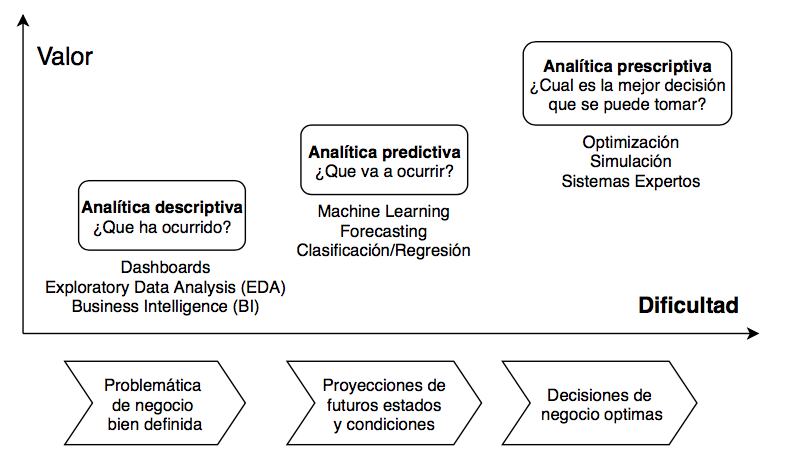 Valor
Analítica prescriptiva
¿Cual es la mejor decisión
que se puede tomar?
Optimización
Simulación
Sistemas Expertos
Analítica predictiva
¿Que va a ocurrir?
Machine Learning
Forecasting
Clasificación/Regresión
Analítica descriptiva
¿Que ha ocurrido?
Dashboards
Exploratory Data Analysis (EDA)
Business Intelligence (BI)
Dificultad
Problemática
de negocio
bien definida
Proyecciones de
futuros estados
y condiciones
Decisiones de
negocio optimas